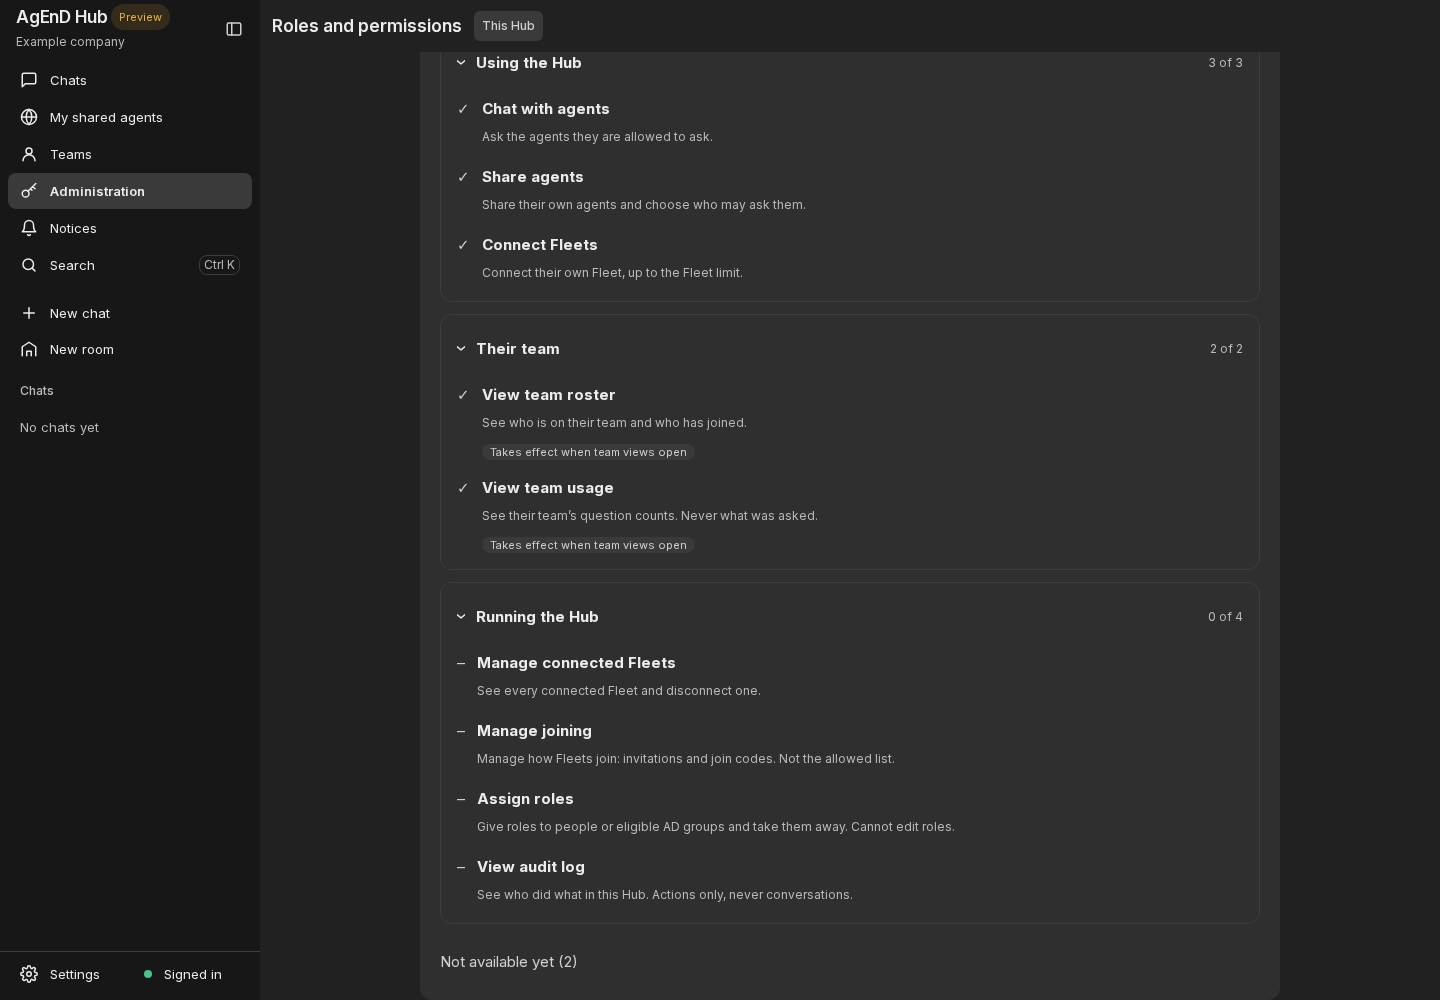 AgEnD Hub Preview
Example company
Chats
My shared agents
Teams
Administration
Notices
Search Ctrl K
New chat
New room
Chats
No chats yet
Settings Signed in
Roles and permissions This Hub
Using the Hub 3 of 3
✓ Chat with agents
Ask the agents they are allowed to ask.
✓ Share agents
Share their own agents and choose who may ask them.
✓ Connect Fleets
Connect their own Fleet, up to the Fleet limit.
Their team 2 of 2
✓ View team roster
See who is on their team and who has joined.
Takes effect when team views open
✓ View team usage
See their team’s question counts. Never what was asked.
Takes effect when team views open
Running the Hub 0 of 4
– Manage connected Fleets
See every connected Fleet and disconnect one.
– Manage joining
Manage how Fleets join: invitations and join codes. Not the allowed list.
– Assign roles
Give roles to people or eligible AD groups and take them away. Cannot edit roles.
– View audit log
See who did what in this Hub. Actions only, never conversations.
Not available yet (2)